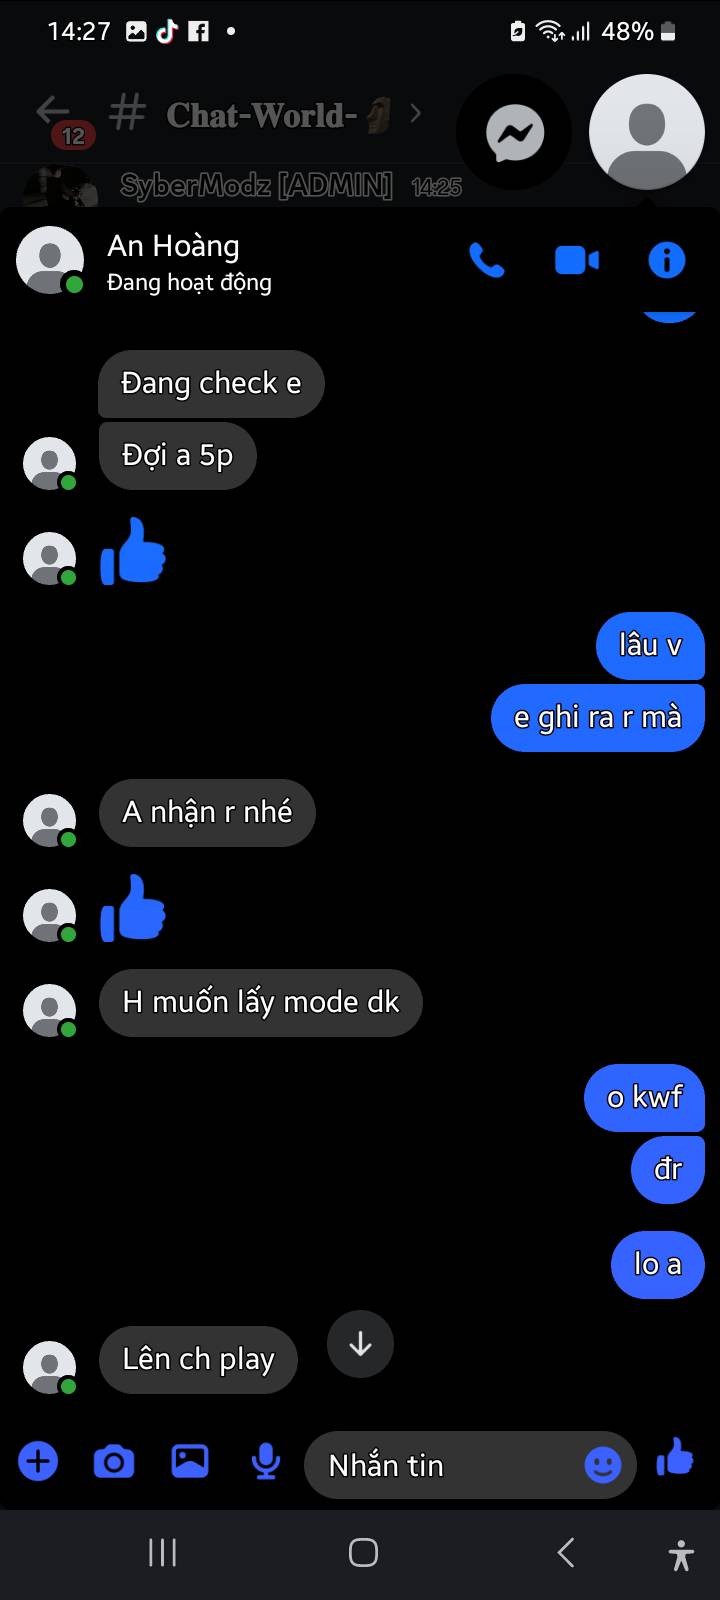 14:27
48%
12
# Chat-World-🗿
SyberModz [ADMIN] 14:25
An Hoàng
Đang hoạt động
Đang check e
Đợi a 5p
lâu v
e ghi ra r mà
A nhận r nhé
H muốn lấy mode dk
o kwf
đr
lo a
Lên ch play
Nhắn tin